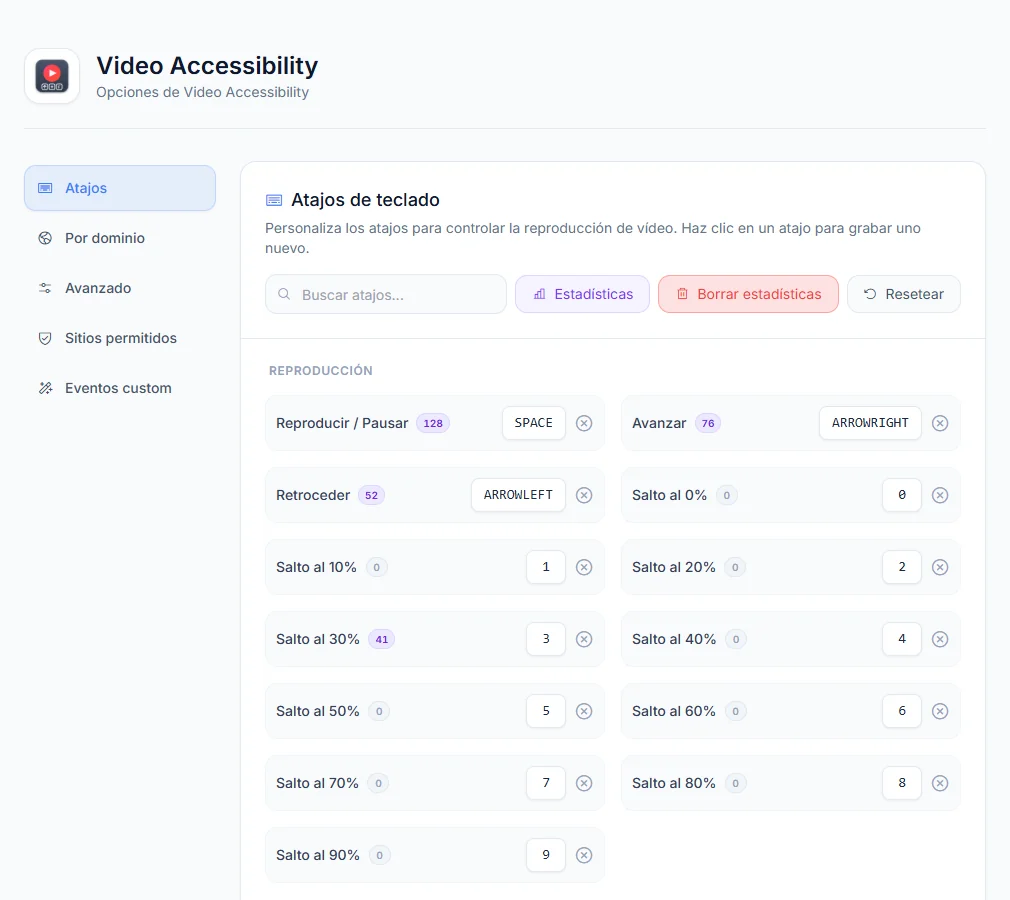 Video Accessibility
Opciones de Video Accessibility
Atajos
Por dominio
Avanzado
Sitios permitidos
Eventos custom
Atajos de teclado
Personaliza los atajos para controlar la reproducción de vídeo. Haz clic en un atajo para grabar uno
nuevo.
Buscar atajos...
Estadísticas
Borrar estadísticas
Resetear
REPRODUCCIÓN
Reproducir / Pausar 128 SPACE
Avanzar 76 ARROWRIGHT
Retroceder 52 ARROWLEFT
Salto al 0% 0 0
Salto al 10% 0 1
Salto al 20% 0 2
Salto al 30% 41 3
Salto al 40% 0 4
Salto al 50% 0 5
Salto al 60% 0 6
Salto al 70% 0 7
Salto al 80% 0 8
Salto al 90% 0 9